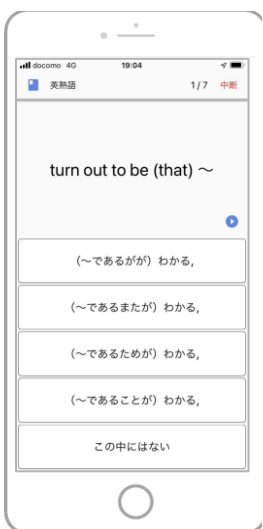 docomo 4G 19:04
英熟語 1/7 中断
turn out to be (that) ～
（～であるがが）わかる,
（～であるまたが）わかる,
（～であるためが）わかる,
（～であることが）わかる,
この中にはない